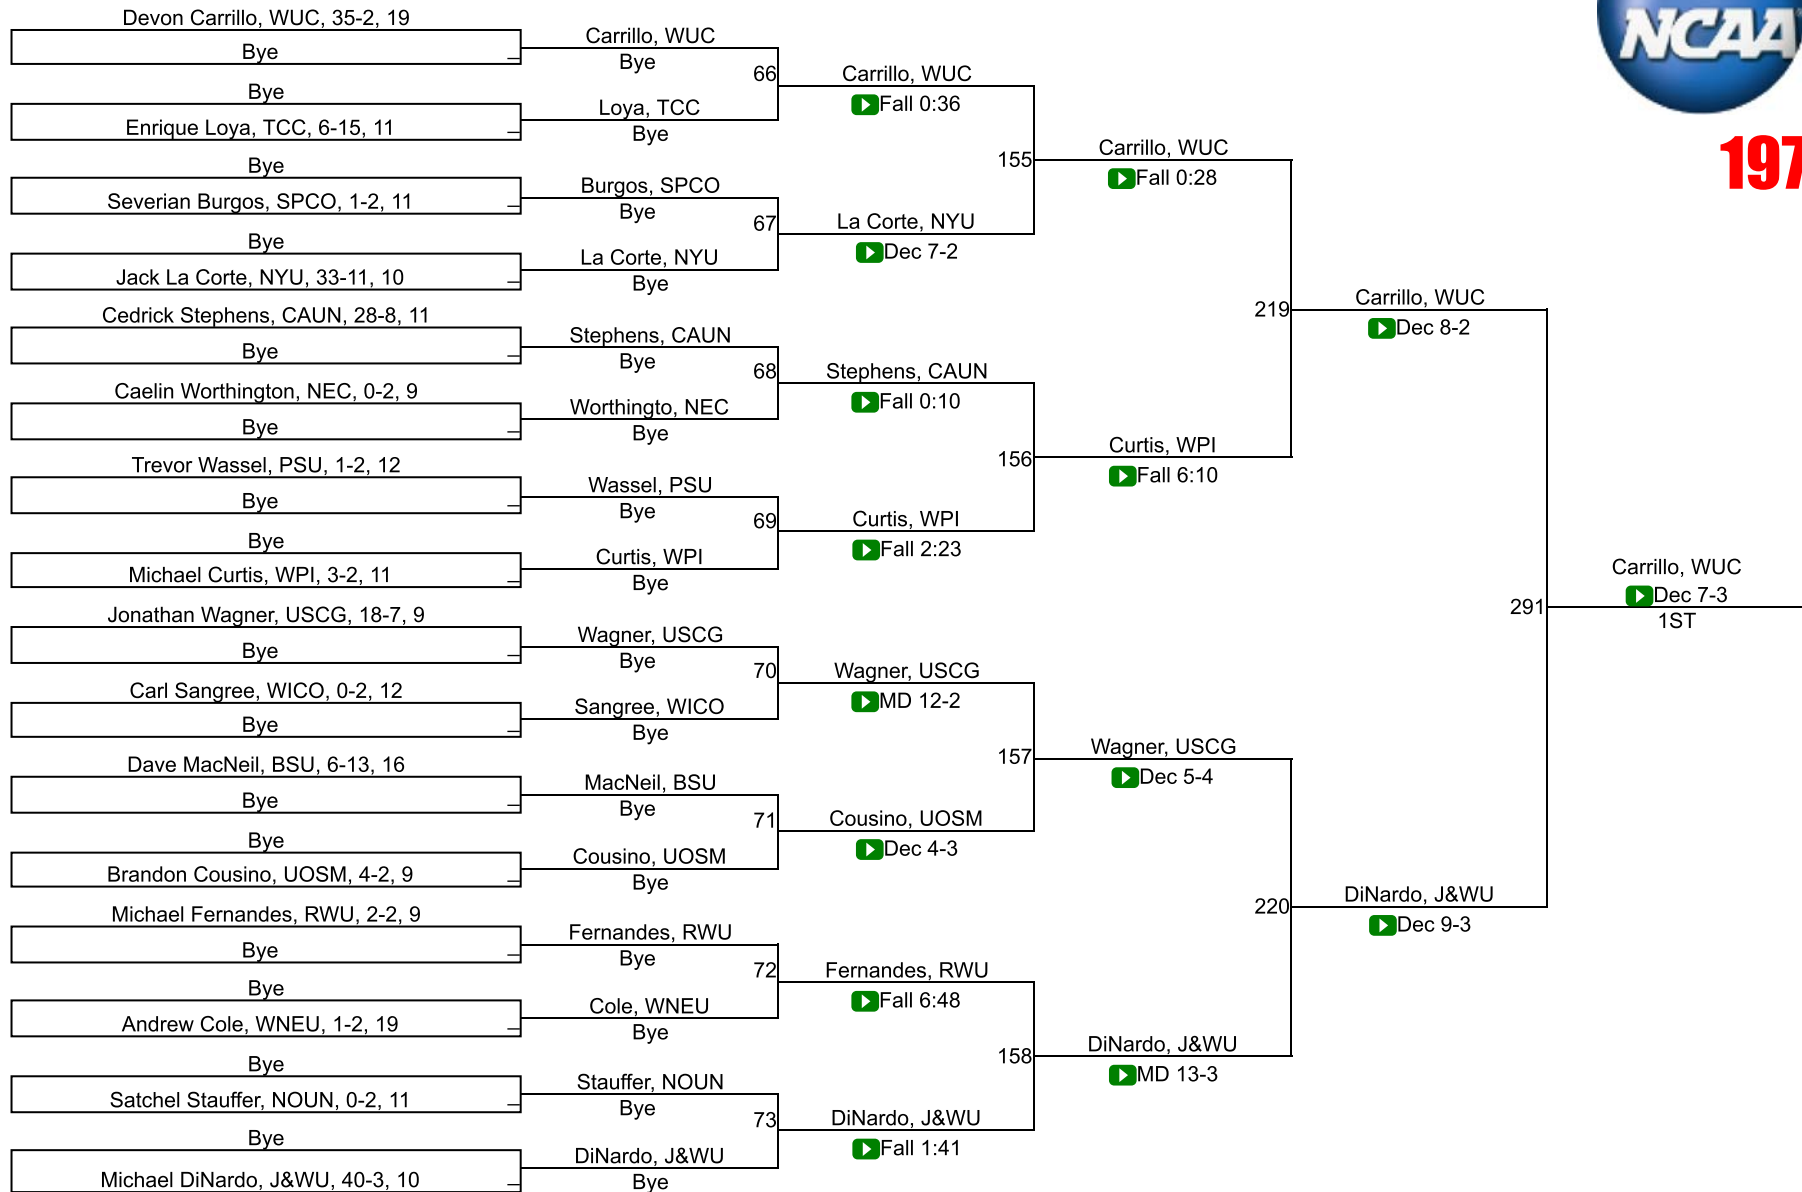 Devon Carrillo, WUC, 35-2, 19
Bye
Bye
Enrique Loya, TCC, 6-15, 11
Bye
Severian Burgos, SPCO, 1-2, 11
Bye
Jack La Corte, NYU, 33-11, 10
Cedrick Stephens, CAUN, 28-8, 11
Bye
Caelin Worthington, NEC, 0-2, 9
Bye
Trevor Wassel, PSU, 1-2, 12
Bye
Bye
Michael Curtis, WPI, 3-2, 11
Jonathan Wagner, USCG, 18-7, 9
Bye
Carl Sangree, WICO, 0-2, 12
Bye
Dave MacNeil, BSU, 6-13, 16
Bye
Bye
Brandon Cousino, UOSM, 4-2, 9
Michael Fernandes, RWU, 2-2, 9
Bye
Bye
Andrew Cole, WNEU, 1-2, 19
Bye
Satchel Stauffer, NOUN, 0-2, 11
Bye
Michael DiNardo, J&WU, 40-3, 10
Carrillo, WUC
Bye
66
Loya, TCC
Bye
Burgos, SPCO
Bye
67
La Corte, NYU
Bye
Stephens, CAUN
Bye
68
Worthingto, NEC
Bye
Wassel, PSU
Bye
69
Curtis, WPI
Bye
Wagner, USCG
Bye
70
Sangree, WICO
Bye
MacNeil, BSU
Bye
71
Cousino, UOSM
Bye
Fernandes, RWU
Bye
72
Cole, WNEU
Bye
Stauffer, NOUN
Bye
73
DiNardo, J&WU
Bye
Carrillo, WUC
Fall 0:36
155
La Corte, NYU
Dec 7-2
Stephens, CAUN
Fall 0:10
156
Curtis, WPI
Fall 2:23
Wagner, USCG
MD 12-2
157
Cousino, UOSM
Dec 4-3
Fernandes, RWU
Fall 6:48
158
DiNardo, J&WU
Fall 1:41
Carrillo, WUC
Fall 0:28
219
Curtis, WPI
Fall 6:10
Wagner, USCG
Dec 5-4
220
DiNardo, J&WU
MD 13-3
Carrillo, WUC
Dec 8-2
291
DiNardo, J&WU
Dec 9-3
Carrillo, WUC
Dec 7-3
1ST
NCAA
197